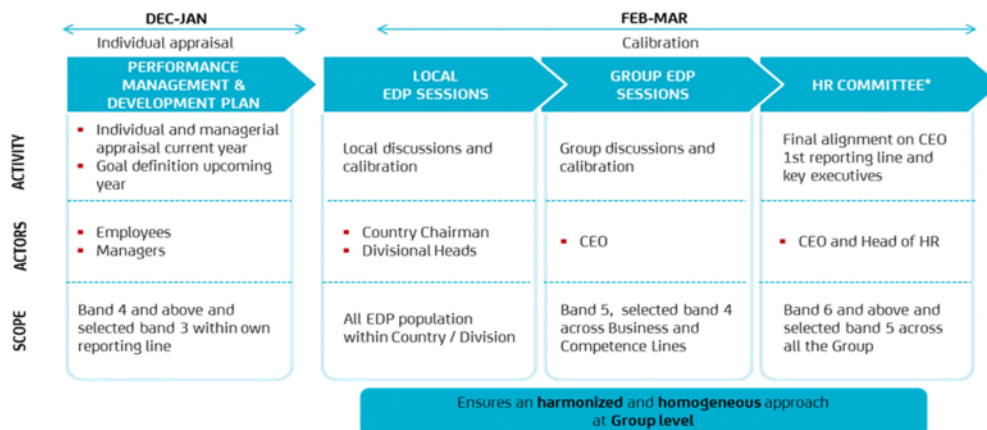 DEC-JAN
Individual appraisal
FEB-MAR
Calibration
PERFORMANCE
MANAGEMENT &
DEVELOPMENT PLAN
LOCAL
EDP SESSIONS
GROUP EDP
SESSIONS
HR COMMITTEE*
ACTIVITY
Individual and managerial
appraisal current year
Goal definition upcoming
year
Local discussions and
calibration
Group discussions and
calibration
Final alignment on CEO
1st reporting line and
key executives
ACTORS
Employees
Managers
Country Chairman
Divisional Heads
CEO
CEO and Head of HR
SCOPE
Band 4 and above and
selected band 3 within own
reporting line
All EDP population
within Country / Division
Band 5, selected band 4
across Business and
Competence Lines
Band 6 and above and
selected band 5 across
all the Group
Ensures an harmonized and homogeneous approach
at Group level